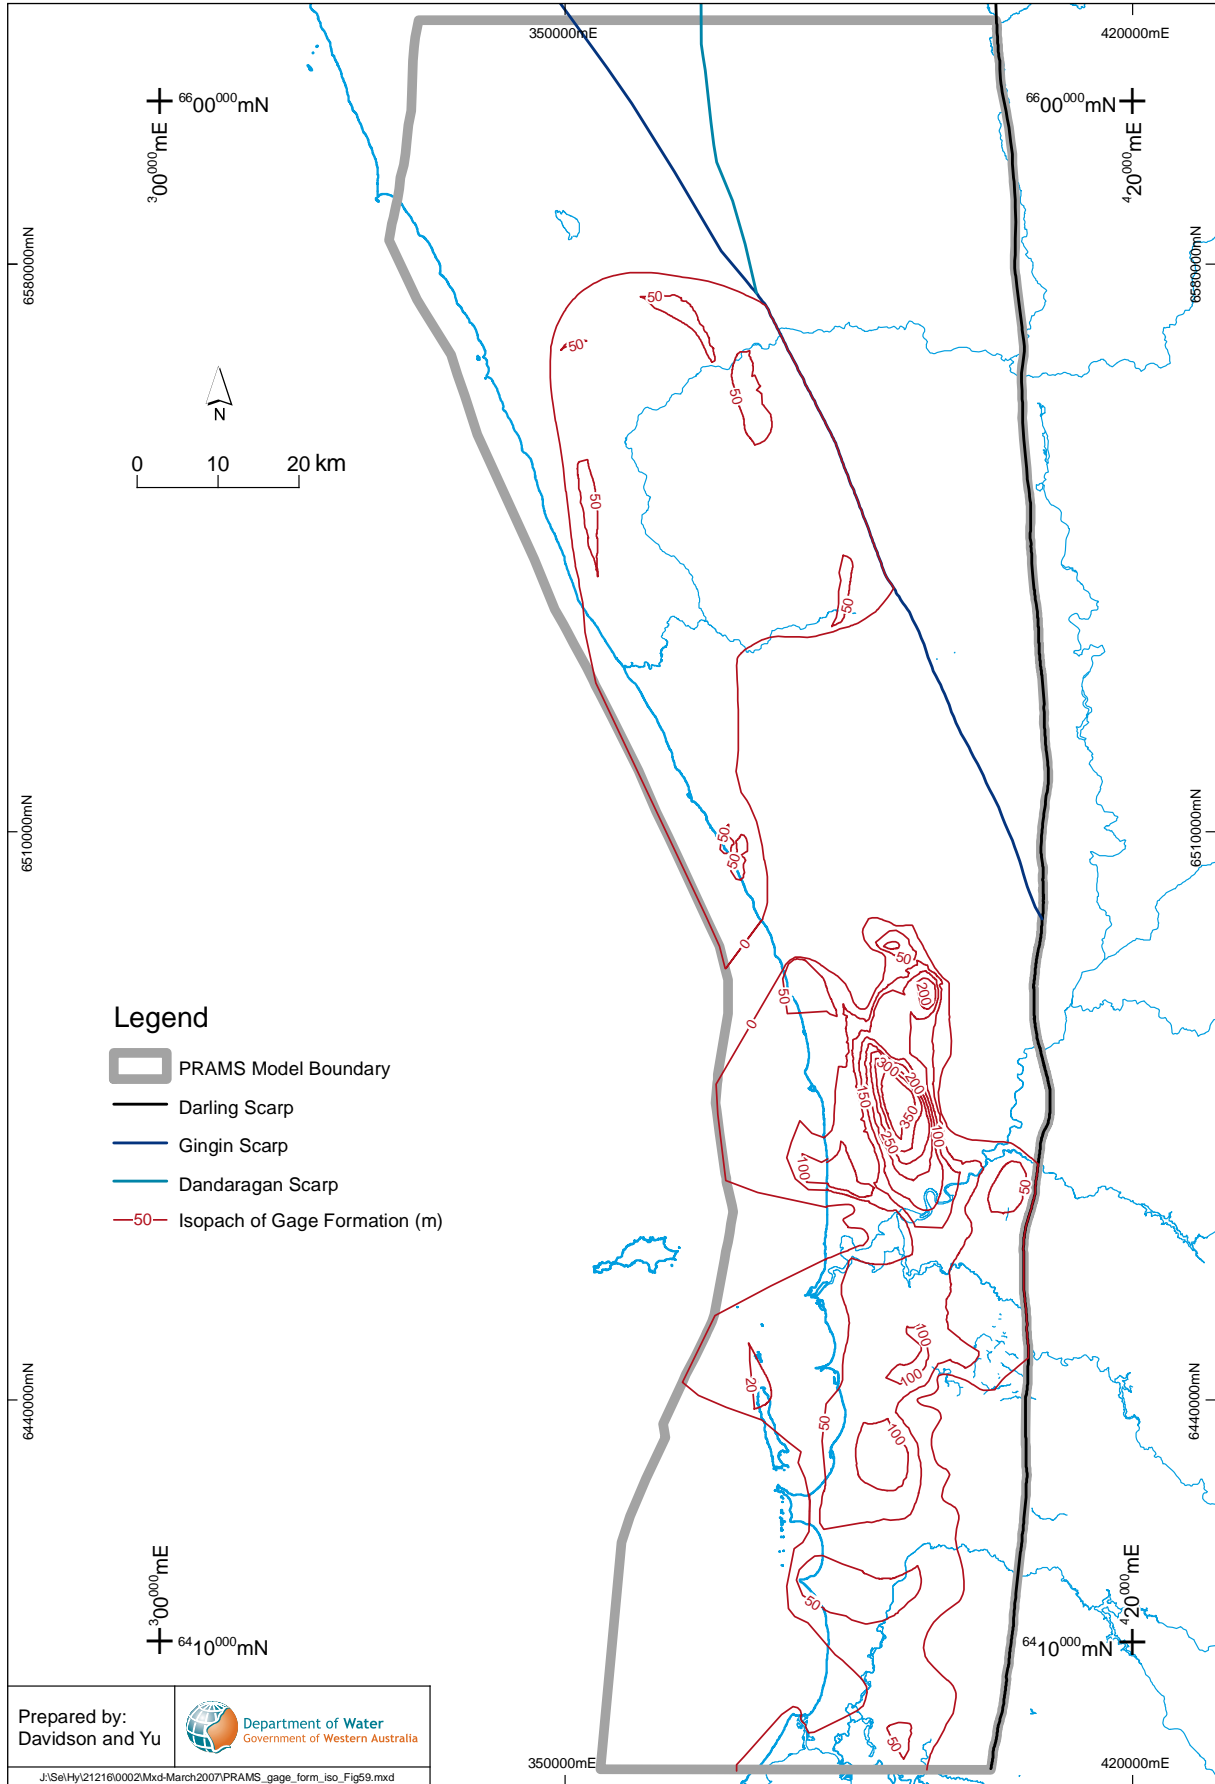 350000mE
420000mE
6600000mN
6600000mN
300000mE
420000mE
6580000mN
6580000mN
50
50
50
N
0 10 20 km
50
50
6510000mN
6510000mN
50
50
0
50
200
50
0
Legend
PRAMS Model Boundary
Darling Scarp
Gingin Scarp
Dandaragan Scarp
50 Isopach of Gage Formation (m)
300
200
150
350
250
100
100
50
100
100
20
50
100
6440000mN
6440000mN
50
300000mE
420000mE
6410000mN
6410000mN
50
Prepared by:
Davidson and Yu
Department of Water
Government of Western Australia
350000mE
420000mE
J:\Se\Hy\21216\0002\Mxd-March2007\PRAMS_gage_form_iso_Fig59.mxd